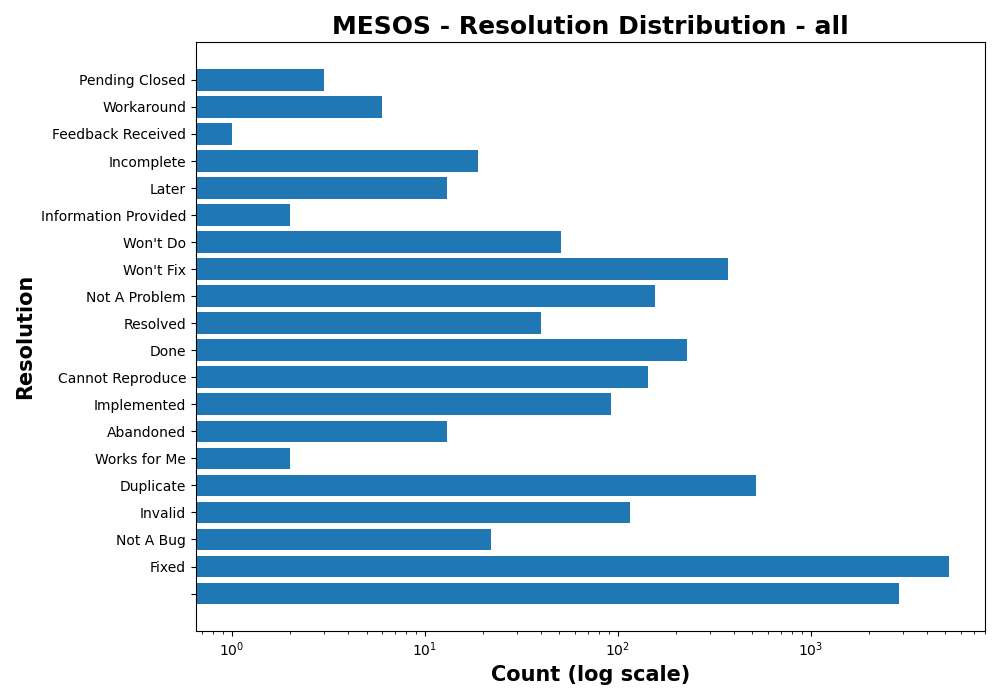 MESOS - Resolution Distribution - all
Pending Closed
Workaround
Feedback Received
Incomplete
Later
Information Provided
Won't Do
Won't Fix
Not A Problem
Resolved
Done
Cannot Reproduce
Implemented
Abandoned
Works for Me
Duplicate
Invalid
Not A Bug
Fixed
Resolution
10⁰ 10¹ 10² 10³
Count (log scale)